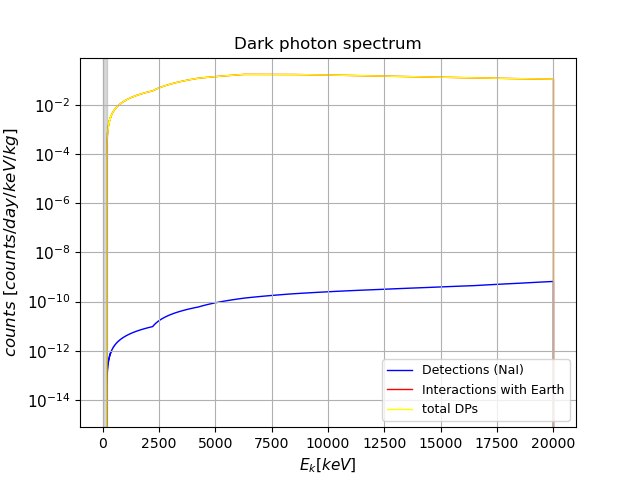 Dark photon spectrum
counts [counts/day/keV/kg]
10⁻²
10⁻⁴
10⁻⁶
10⁻⁸
10⁻¹⁰
10⁻¹²
10⁻¹⁴
Detections (NaI)
Interactions with Earth
total DPs
0 2500 5000 7500 10000 12500 15000 17500 20000
Eₖ[keV]